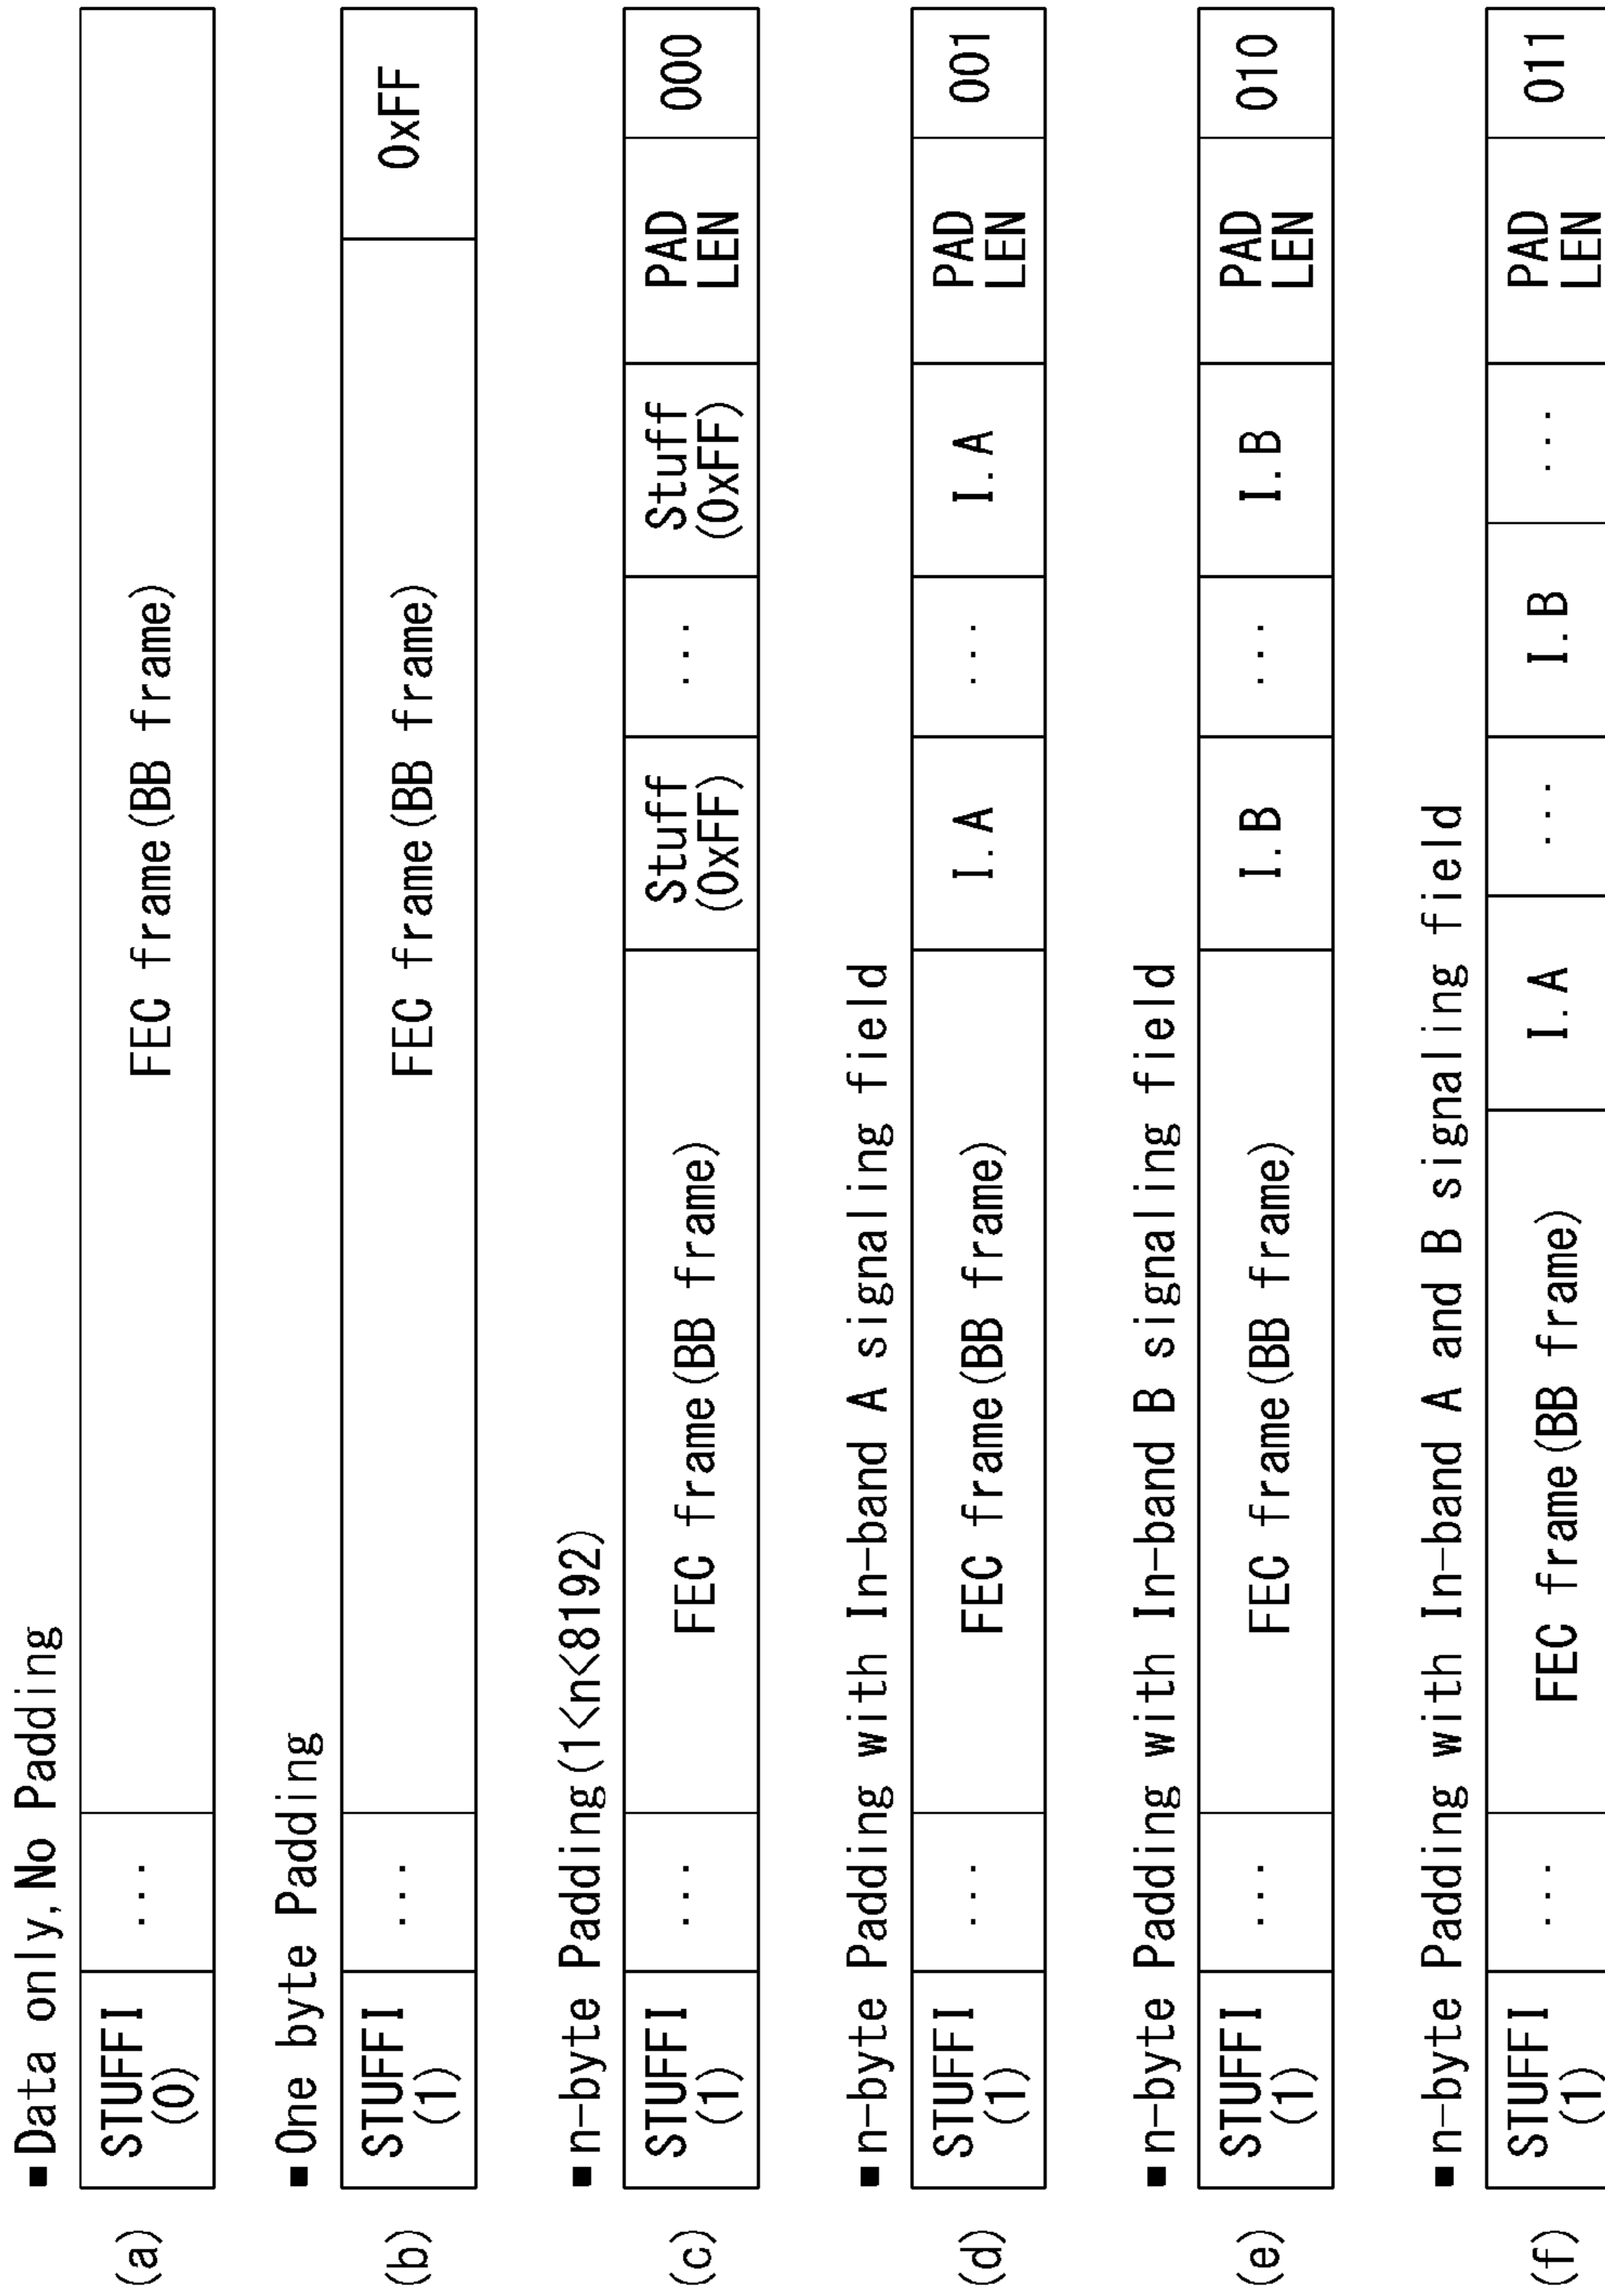 ■Data only, No Padding
(a) STUFFI (0) ... FEC frame(BB frame)
■One byte Padding
(b) STUFFI (1) ... FEC frame(BB frame) 0xFF
■n-byte Padding(1<n<8192)
(c) STUFFI (1) ... FEC frame(BB frame) Stuff (0xFF) ... Stuff (0xFF) PAD LEN 000
■n-byte Padding with In-band A signaling field
(d) STUFFI (1) ... FEC frame(BB frame) I.A ... I.A PAD LEN 001
■n-byte Padding with In-band B signaling field
(e) STUFFI (1) ... FEC frame(BB frame) I.B ... I.B PAD LEN 010
■n-byte Padding with In-band A and B signaling field
(f) STUFFI (1) ... FEC frame(BB frame) I.A ... I.B ... PAD LEN 011